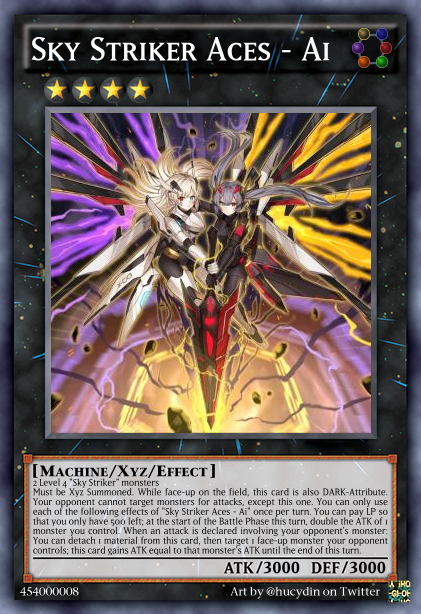 Sky Striker Aces - Ai
[Machine/Xyz/Effect]
2 Level 4 "Sky Striker" monsters
Must be Xyz Summoned. While face-up on the field, this card is also DARK-Attribute.
Your opponent cannot target monsters for attacks, except this one. You can only use
each of the following effects of "Sky Striker Aces - Ai" once per turn. You can pay LP so
that you only have 500 left; at the start of the Battle Phase this turn, double the ATK of 1
monster you control. When an attack is declared involving your opponent's monster:
You can detach 1 material from this card, then target 1 face-up monster your opponent
controls; this card gains ATK equal to that monster's ATK until the end of this turn.
ATK/3000 DEF/3000
454000008
Art by @hucydin on Twitter